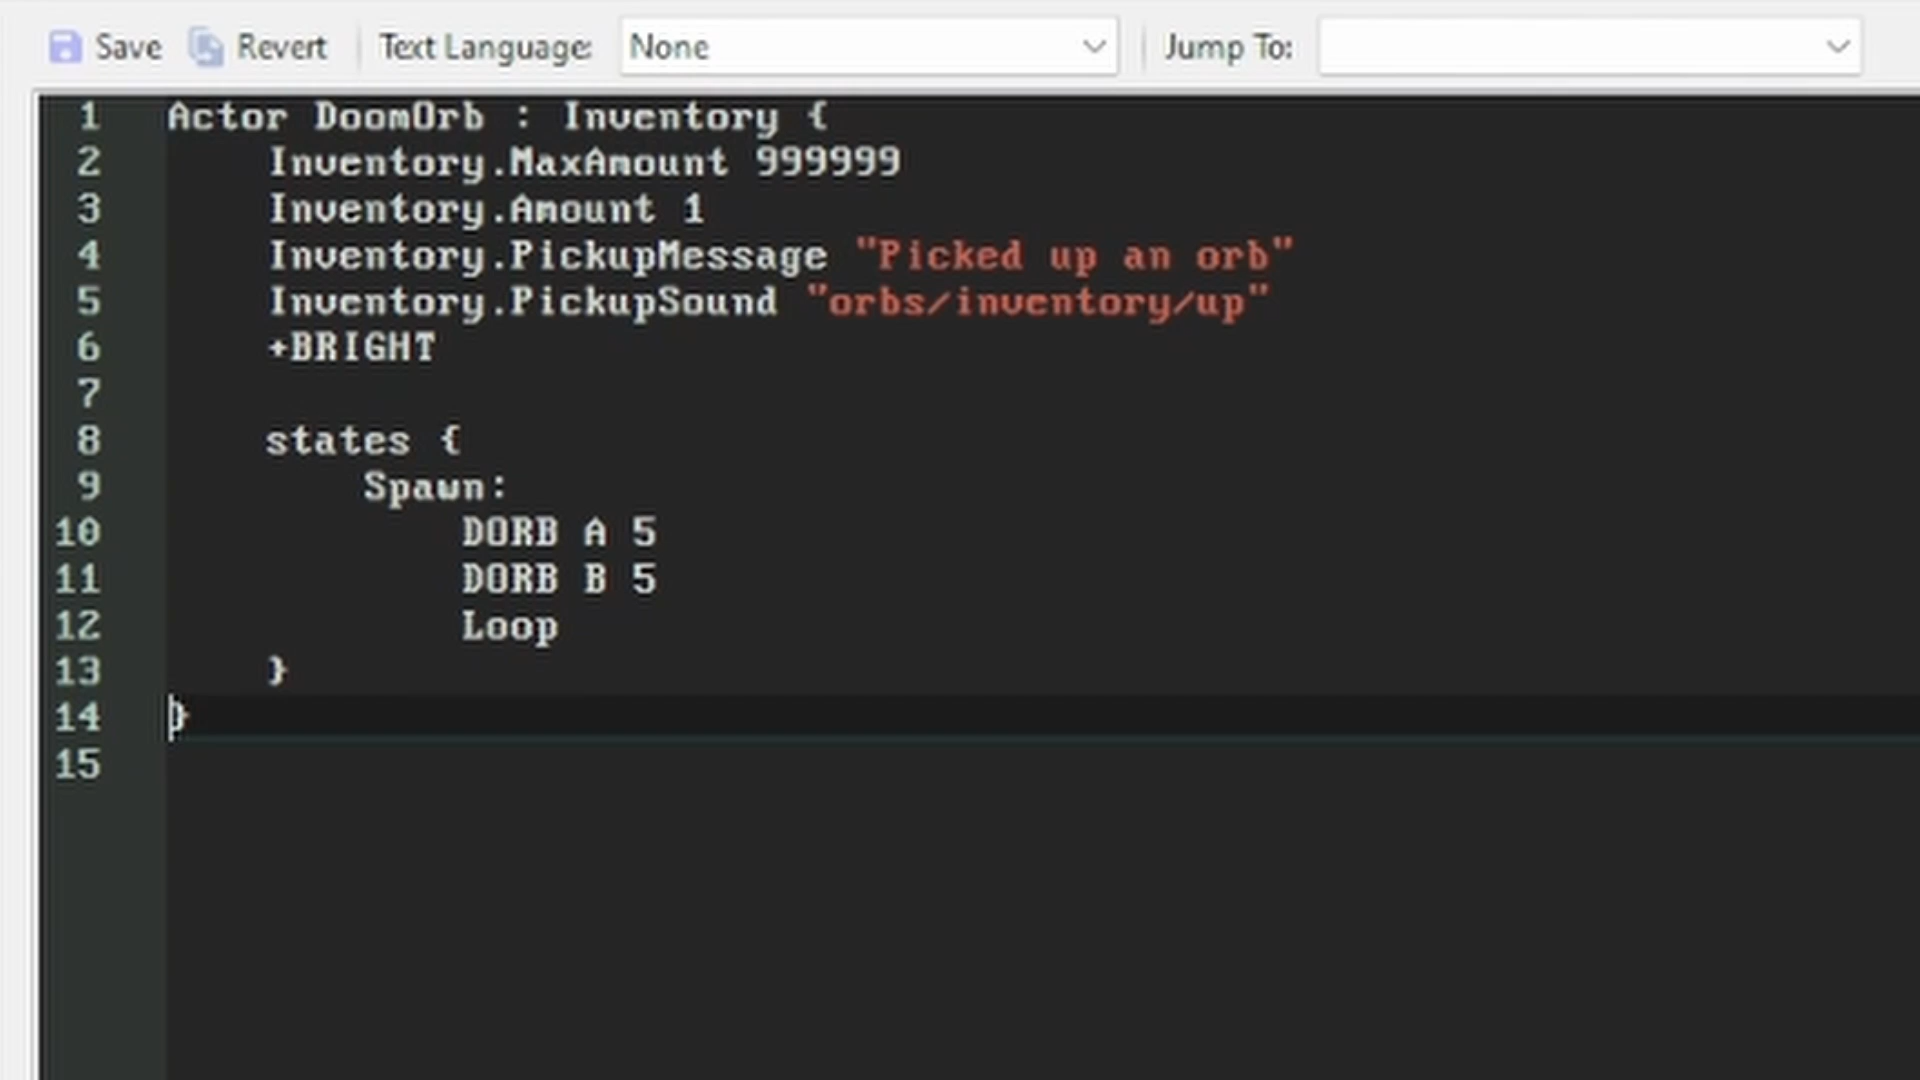 Save Revert Text Language: None Jump To:
1 Actor DoomOrb : Inventory {
2 Inventory.MaxAmount 999999
3 Inventory.Amount 1
4 Inventory.PickupMessage "Picked up an orb"
5 Inventory.PickupSound "orbs/inventory/up"
6 +BRIGHT
7
8 states {
9 Spawn:
10 DORB A 5
11 DORB B 5
12 Loop
13 }
14 }
15